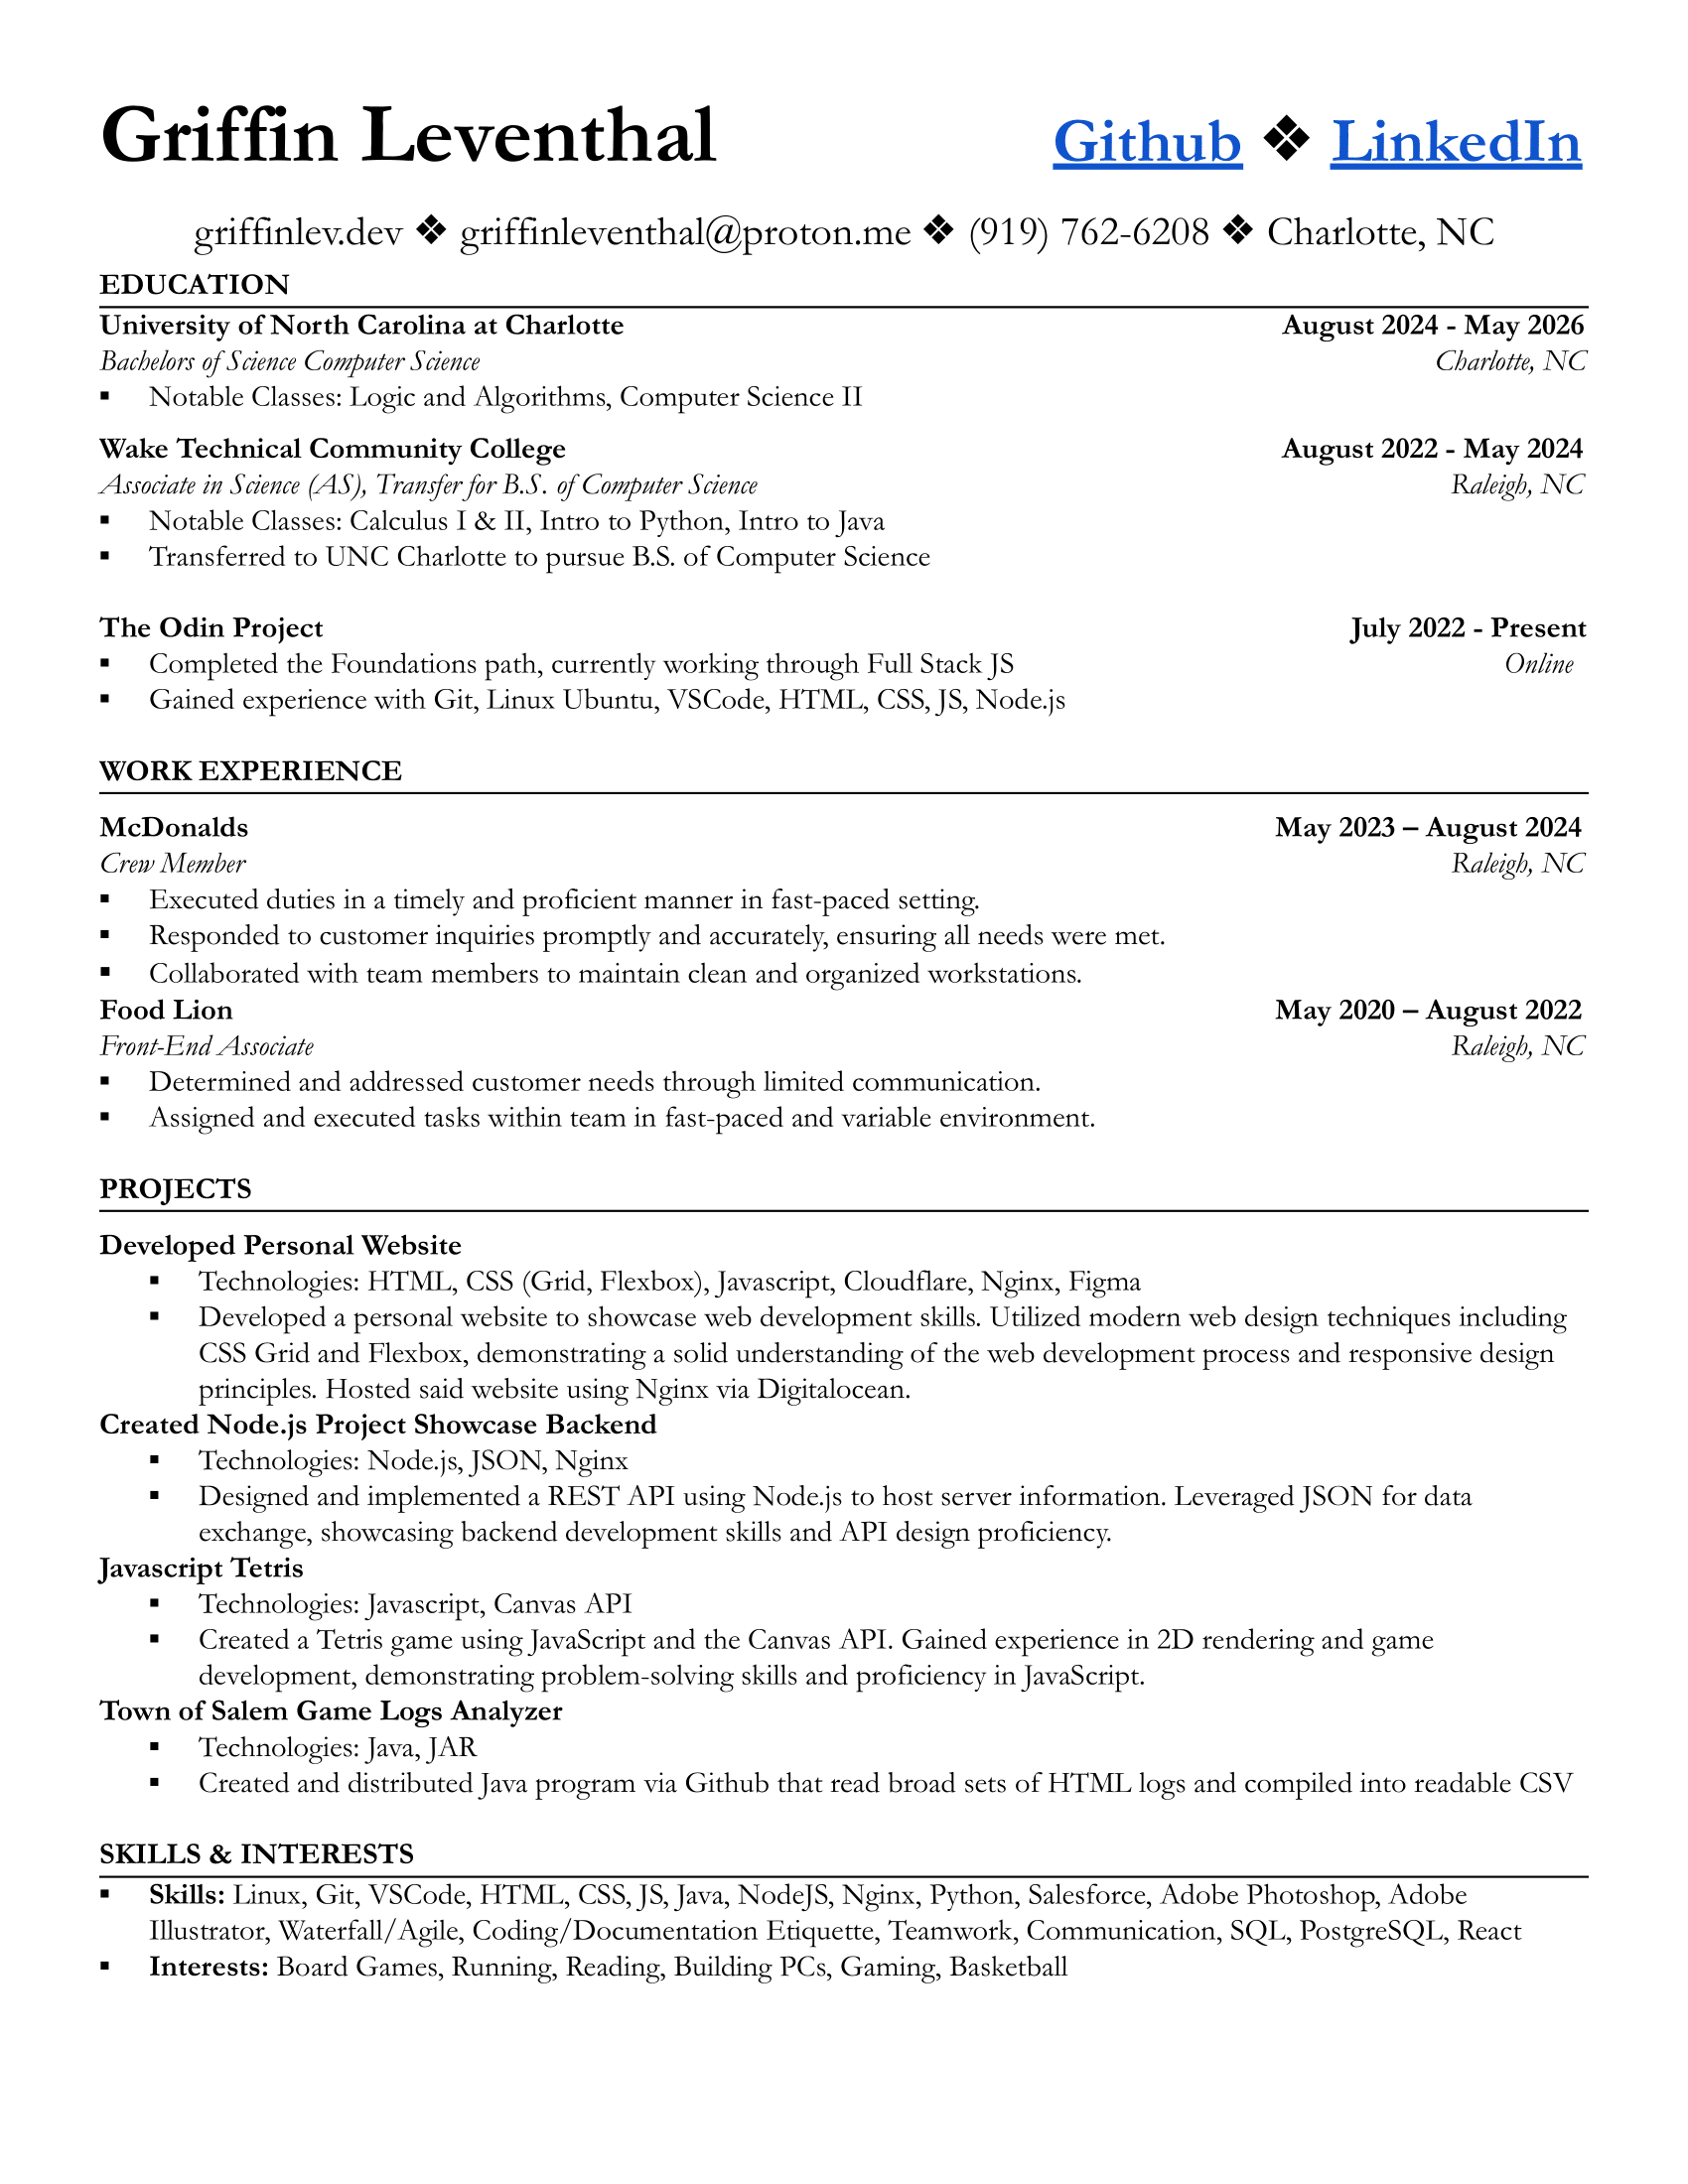 Griffin Leventhal Github ❖ LinkedIn
griffinlev.dev ❖ griffinleventhal@proton.me ❖ (919) 762-6208 ❖ Charlotte, NC
EDUCATION
University of North Carolina at Charlotte August 2024 - May 2026
Bachelors of Science Computer Science Charlotte, NC
▪ Notable Classes: Logic and Algorithms, Computer Science II
Wake Technical Community College August 2022 - May 2024
Associate in Science (AS), Transfer for B.S. of Computer Science Raleigh, NC
▪ Notable Classes: Calculus I & II, Intro to Python, Intro to Java
▪ Transferred to UNC Charlotte to pursue B.S. of Computer Science
The Odin Project July 2022 - Present
▪ Completed the Foundations path, currently working through Full Stack JS Online
▪ Gained experience with Git, Linux Ubuntu, VSCode, HTML, CSS, JS, Node.js
WORK EXPERIENCE
McDonalds May 2023 – August 2024
Crew Member Raleigh, NC
▪ Executed duties in a timely and proficient manner in fast-paced setting.
▪ Responded to customer inquiries promptly and accurately, ensuring all needs were met.
▪ Collaborated with team members to maintain clean and organized workstations.
Food Lion May 2020 – August 2022
Front-End Associate Raleigh, NC
▪ Determined and addressed customer needs through limited communication.
▪ Assigned and executed tasks within team in fast-paced and variable environment.
PROJECTS
Developed Personal Website
▪ Technologies: HTML, CSS (Grid, Flexbox), Javascript, Cloudflare, Nginx, Figma
▪ Developed a personal website to showcase web development skills. Utilized modern web design techniques including
CSS Grid and Flexbox, demonstrating a solid understanding of the web development process and responsive design
principles. Hosted said website using Nginx via Digitalocean.
Created Node.js Project Showcase Backend
▪ Technologies: Node.js, JSON, Nginx
▪ Designed and implemented a REST API using Node.js to host server information. Leveraged JSON for data
exchange, showcasing backend development skills and API design proficiency.
Javascript Tetris
▪ Technologies: Javascript, Canvas API
▪ Created a Tetris game using JavaScript and the Canvas API. Gained experience in 2D rendering and game
development, demonstrating problem-solving skills and proficiency in JavaScript.
Town of Salem Game Logs Analyzer
▪ Technologies: Java, JAR
▪ Created and distributed Java program via Github that read broad sets of HTML logs and compiled into readable CSV
SKILLS & INTERESTS
▪ Skills: Linux, Git, VSCode, HTML, CSS, JS, Java, NodeJS, Nginx, Python, Salesforce, Adobe Photoshop, Adobe
Illustrator, Waterfall/Agile, Coding/Documentation Etiquette, Teamwork, Communication, SQL, PostgreSQL, React
▪ Interests: Board Games, Running, Reading, Building PCs, Gaming, Basketball